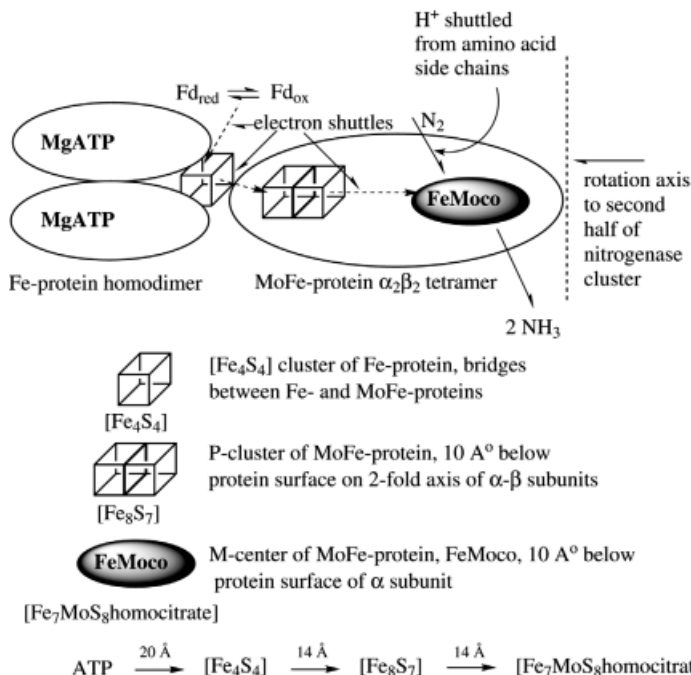 H⁺ shuttled
from amino acid
side chains
Fd_red ⇌ Fd_ox
electron shuttles
N₂
MgATP
MgATP
FeMoco
rotation axis
to second
half of
nitrogenase
cluster
Fe-protein homodimer
MoFe-protein α₂β₂ tetramer
2 NH₃
[Fe₄S₄] cluster of Fe-protein, bridges
between Fe- and MoFe-proteins
[Fe₄S₄]
P-cluster of MoFe-protein, 10 A° below
protein surface on 2-fold axis of α-β subunits
[Fe₈S₇]
FeMoco
M-center of MoFe-protein, FeMoco, 10 A° below
protein surface of α subunit
[Fe₇MoS₈homocitrate]
20 Å 14 Å 14 Å
ATP → [Fe₄S₄] → [Fe₈S₇] → [Fe₇MoS₈homocitrat